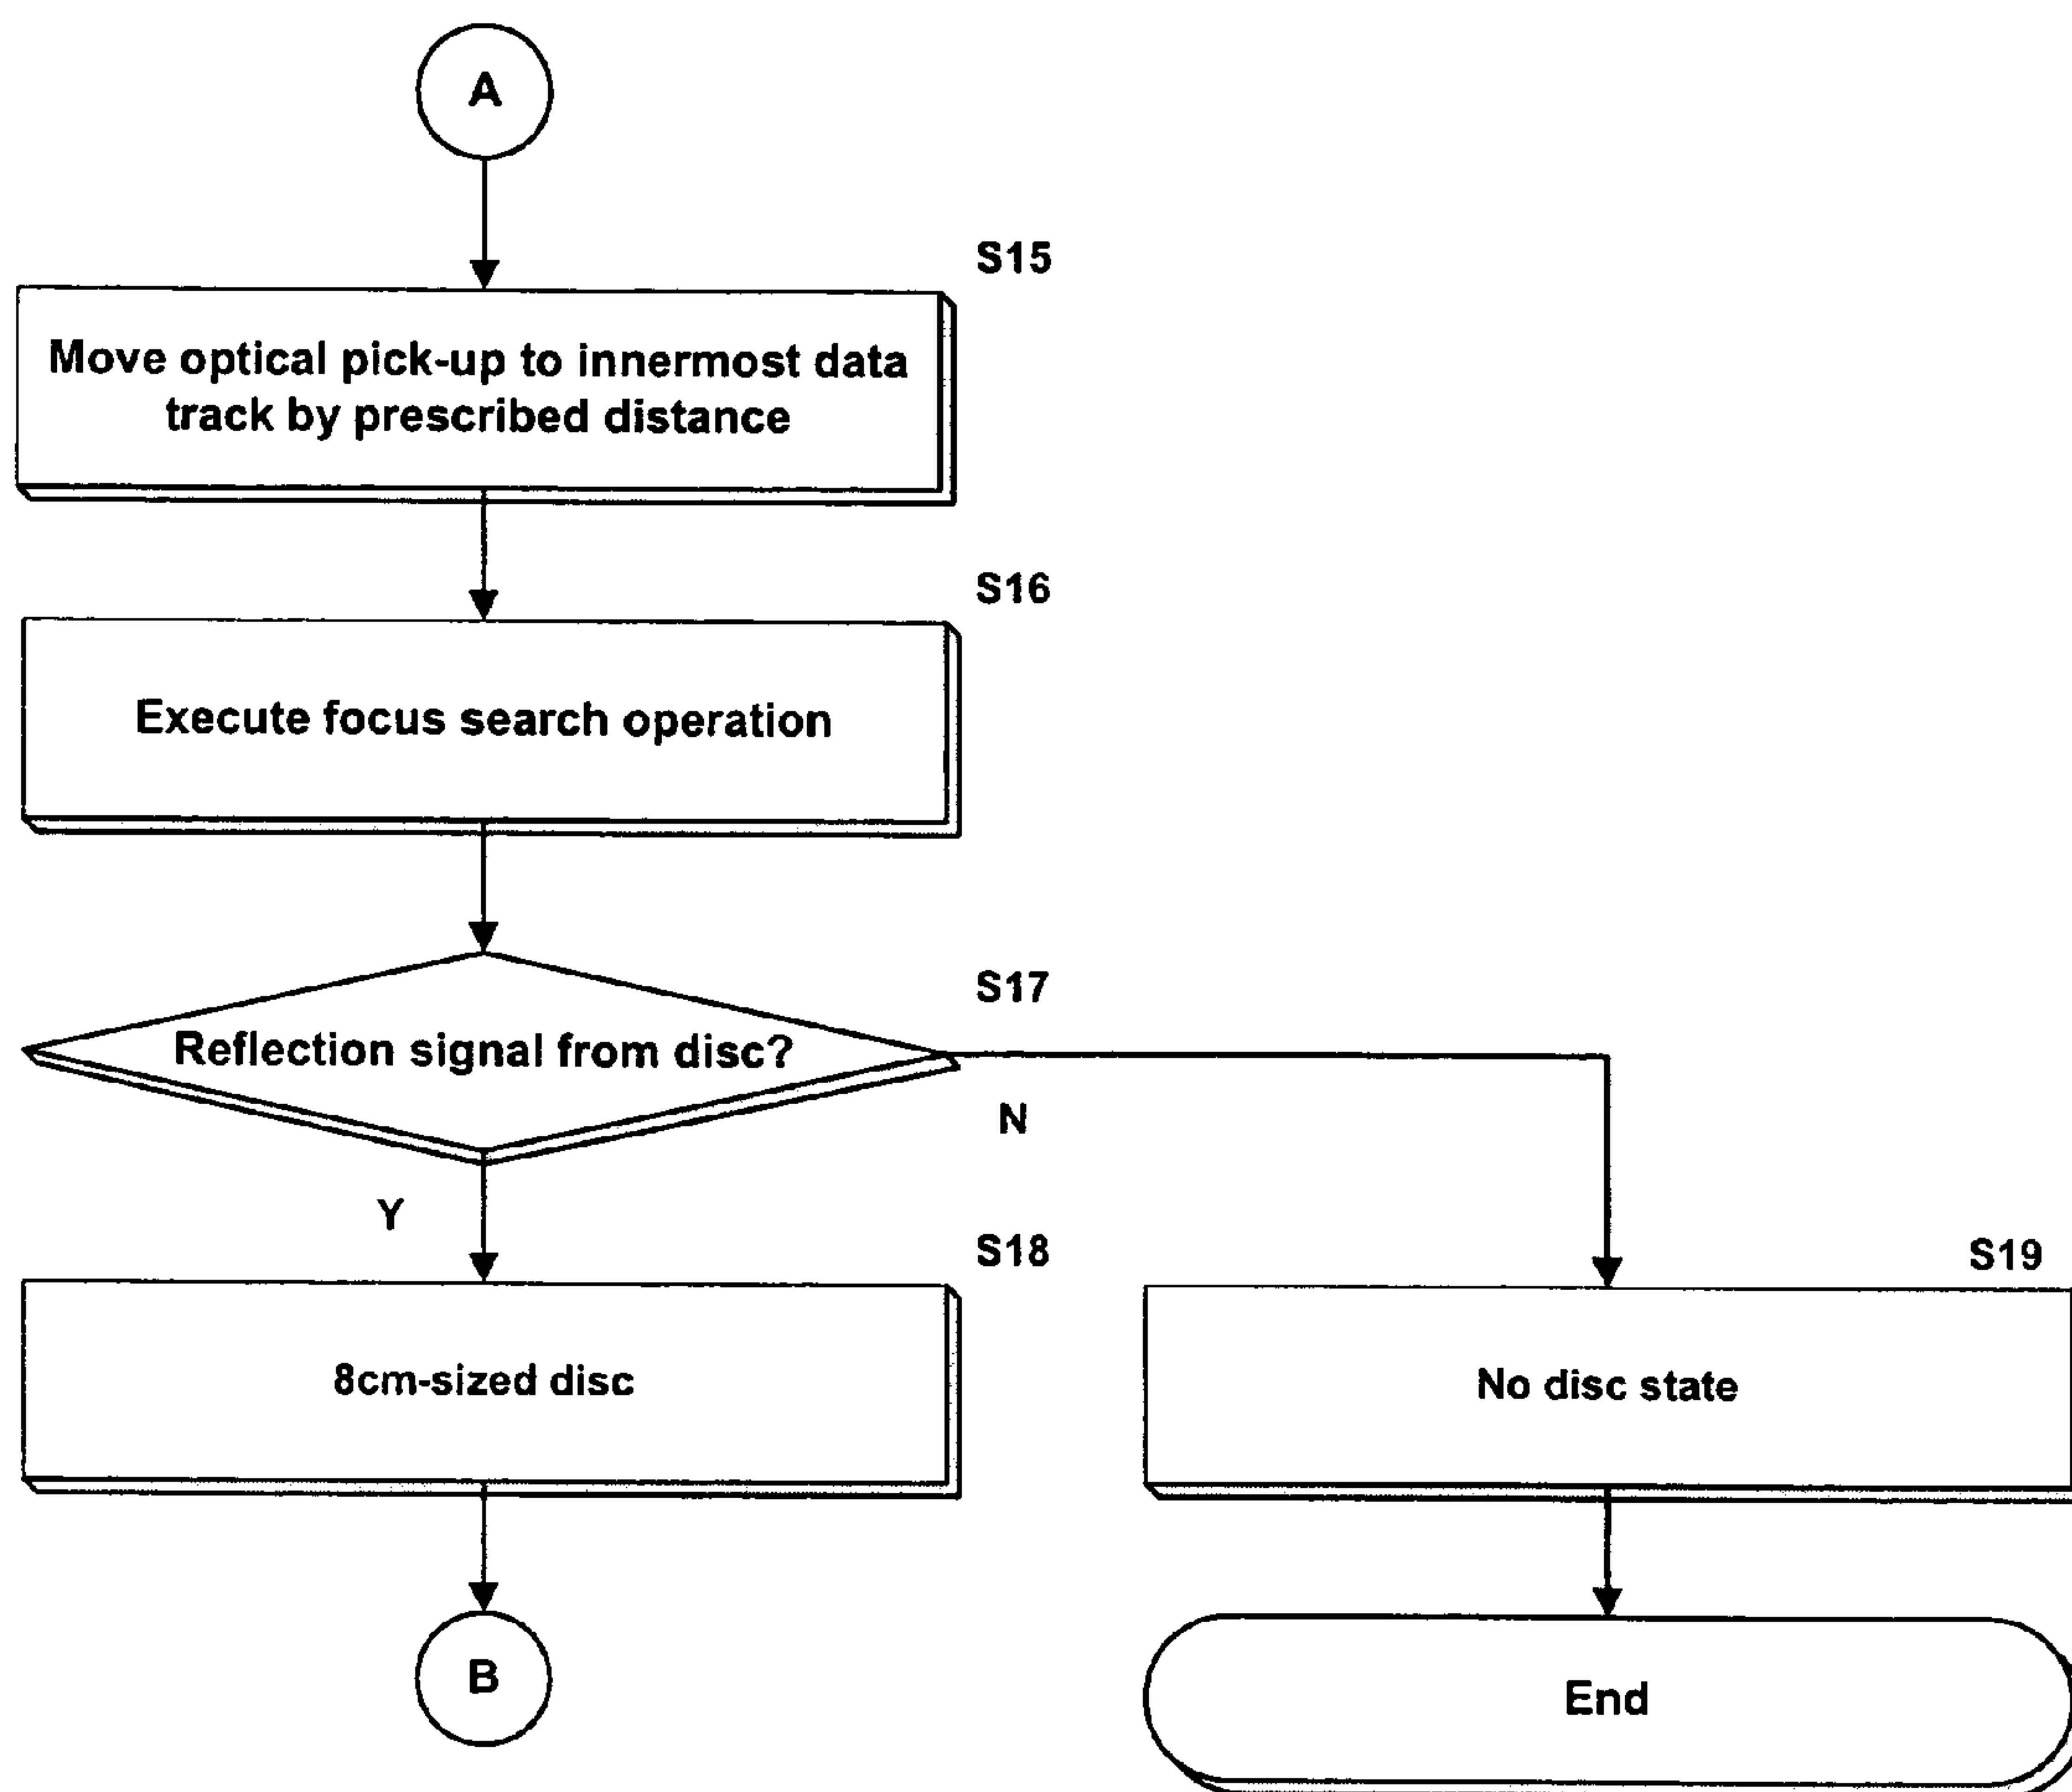 A
S15
Move optical pick-up to innermost data
track by prescribed distance
S16
Execute focus search operation
S17
Reflection signal from disc?
N
Y
S18
8cm-sized disc
S19
No disc state
B
End